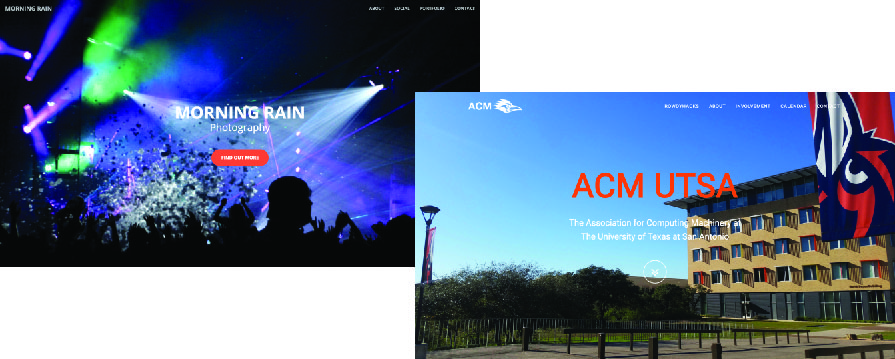 MORNING RAIN
ABOUT SOCIAL PORTFOLIO CONTACT
MORNING RAIN
Photography
FIND OUT MORE
ACM
ROWDYHACKS ABOUT INVOLVEMENT CALENDAR CONTACT
ACM UTSA
The Association for Computing Machinery at
The University of Texas at San Antonio